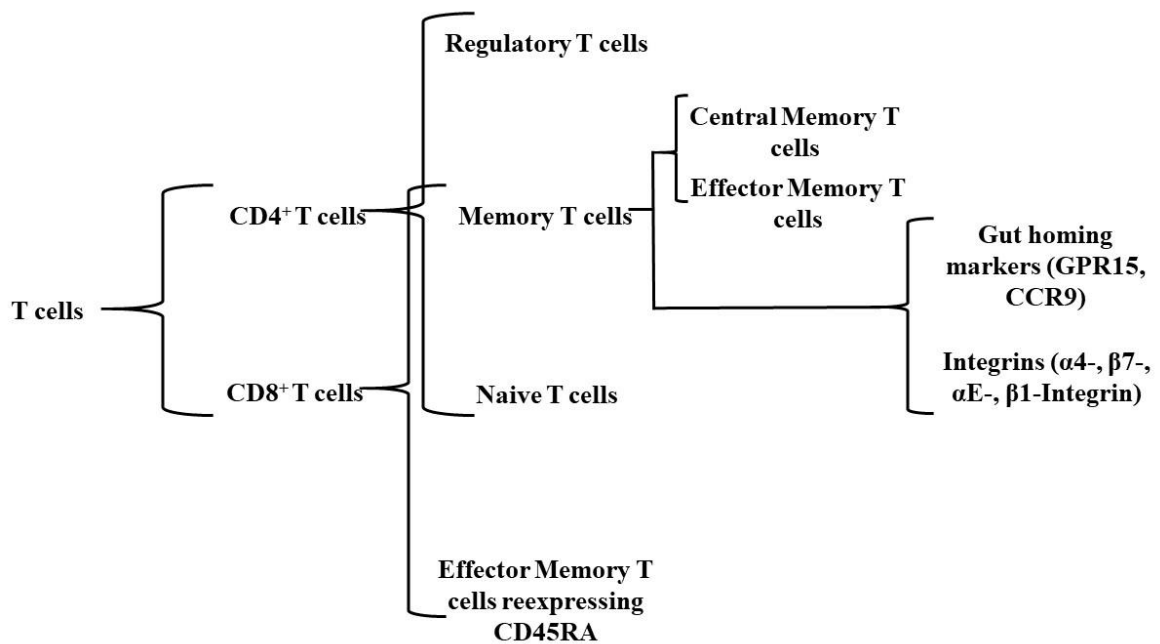 T cells
CD4⁺ T cells
CD8⁺ T cells
Regulatory T cells
Memory T cells
Naive T cells
Effector Memory T
cells reexpressing
CD45RA
Central Memory T
cells
Effector Memory T
cells
Gut homing
markers (GPR15,
CCR9)
Integrins (α4-, β7-,
αE-, β1-Integrin)